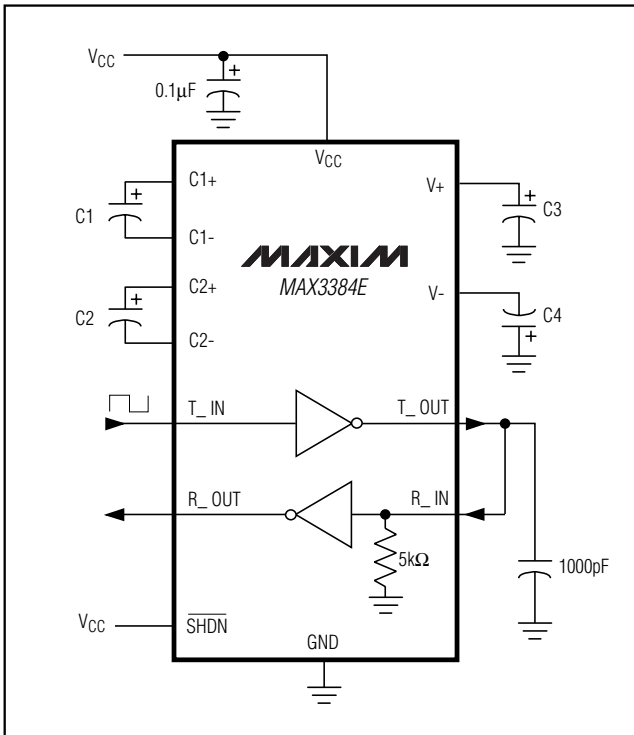 VCC
+
0.1µF
VCC
C1+
V+
+
+
C1
C3
C1-
MAXIM
MAX3384E
C2+
V-
+
C2
C4
C2-
+
T_ IN
T_ OUT
R_ OUT
R_ IN
5kΩ
1000pF
VCC
SHDN
GND